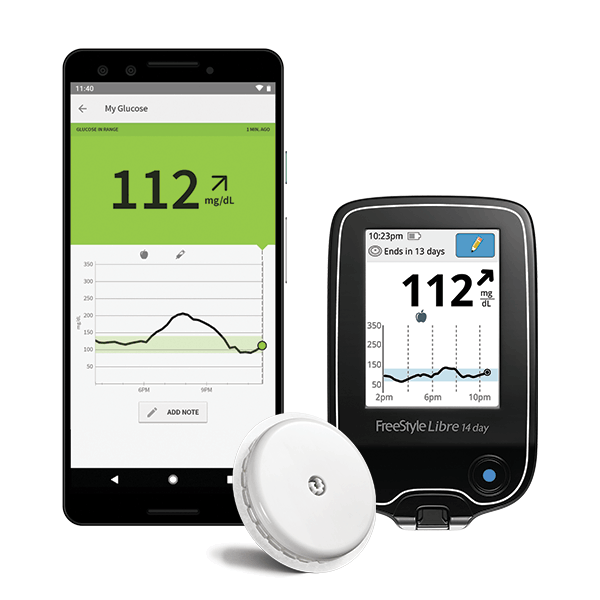 11:40
My Glucose
GLUCOSE IN RANGE 1 MIN. AGO
112 mg/dL
350
300
250
200
150
100
50
mg/dL
6PM 9PM
ADD NOTE
10:23pm
Ends in 13 days
112 mg/dL
350
250
150
50
2pm 6pm 10pm
FreeStyle Libre 14 day